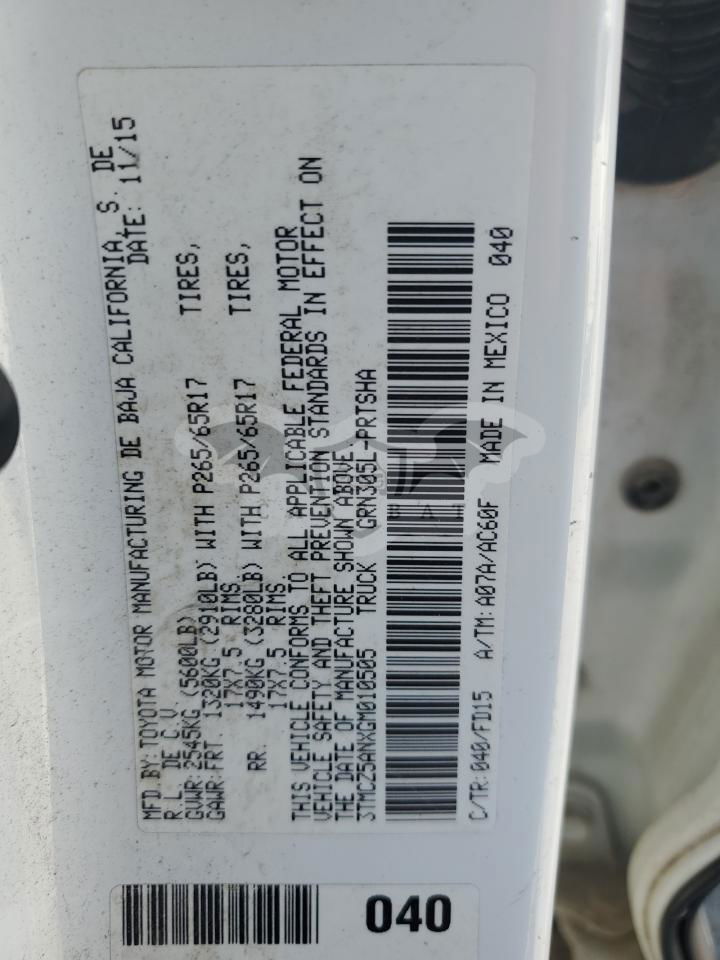 MFD.BY:TOYOTA MOTOR MANUFACTURING DE BAJA CALIFORNIA, S. DE
R.L. DE C.V. DATE: 11/15
GVWR:2545KG (5600LB)
GAWR:FRT. 1320KG (2910LB) WITH P265/65R17 TIRES,
17X7.5 RIMS
RR. 1490KG (3280LB) WITH P265/65R17 TIRES,
17X7.5 RIMS.
THIS VEHICLE CONFORMS TO ALL APPLICABLE FEDERAL MOTOR
VEHICLE SAFETY AND THEFT PREVENTION STANDARDS IN EFFECT ON
THE DATE OF MANUFACTURE SHOWN ABOVE.
3TMCZ5ANXGM010505 TRUCK GRN305L-PRTSHA
C/TR:040/FD15 A/TM:A07A/AC60F MADE IN MEXICO 040
040